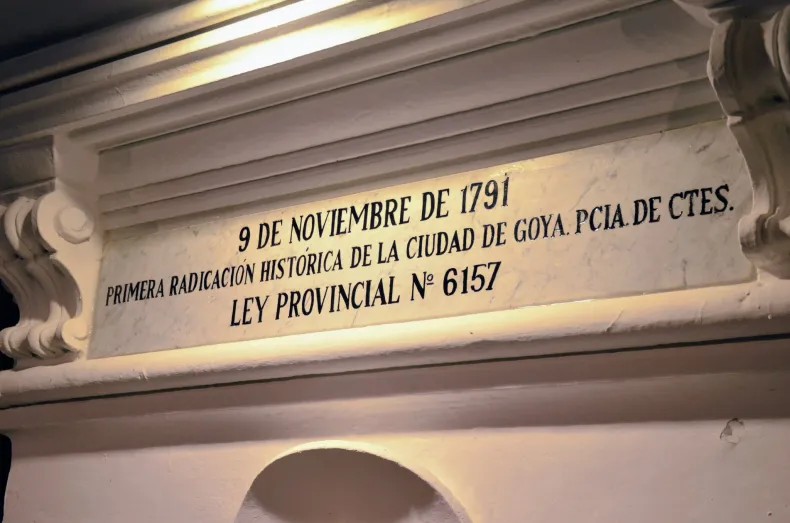 9 DE NOVIEMBRE DE 1791
PRIMERA RADICACIÓN HISTÓRICA DE LA CIUDAD DE GOYA. PCIA. DE CTES.
LEY PROVINCIAL Nº 6157